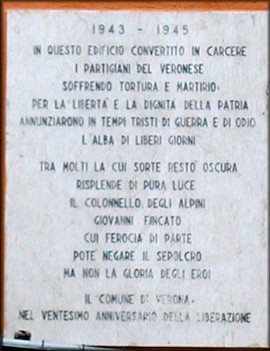 1943 - 1945
IN QUESTO EDIFICIO CONVERTITO IN CARCERE
I PARTIGIANI DEL VERONESE
SOFFRENDO TORTURA E MARTIRIO
PER LA LIBERTA' E LA DIGNITÀ DELLA PATRIA
ANNUNZIARONO IN TEMPI TRISTI DI GUERRA E DI ODIO
L'ALBA DI LIBERI GIORNI
TRA MOLTI LA CUI SORTE RESTO' OSCURA
RISPLENDE DI PURA LUCE
IL COLONNELLO DEGLI ALPINI
GIOVANNI FINCATO
CUI FEROCIA DI PARTE
POTE' NEGARE IL SEPOLCRO
MA NON LA GLORIA DEGLI EROI
IL COMUNE DI VERONA
NEL VENTESIMO ANNIVERSARIO DELLA LIBERAZIONE